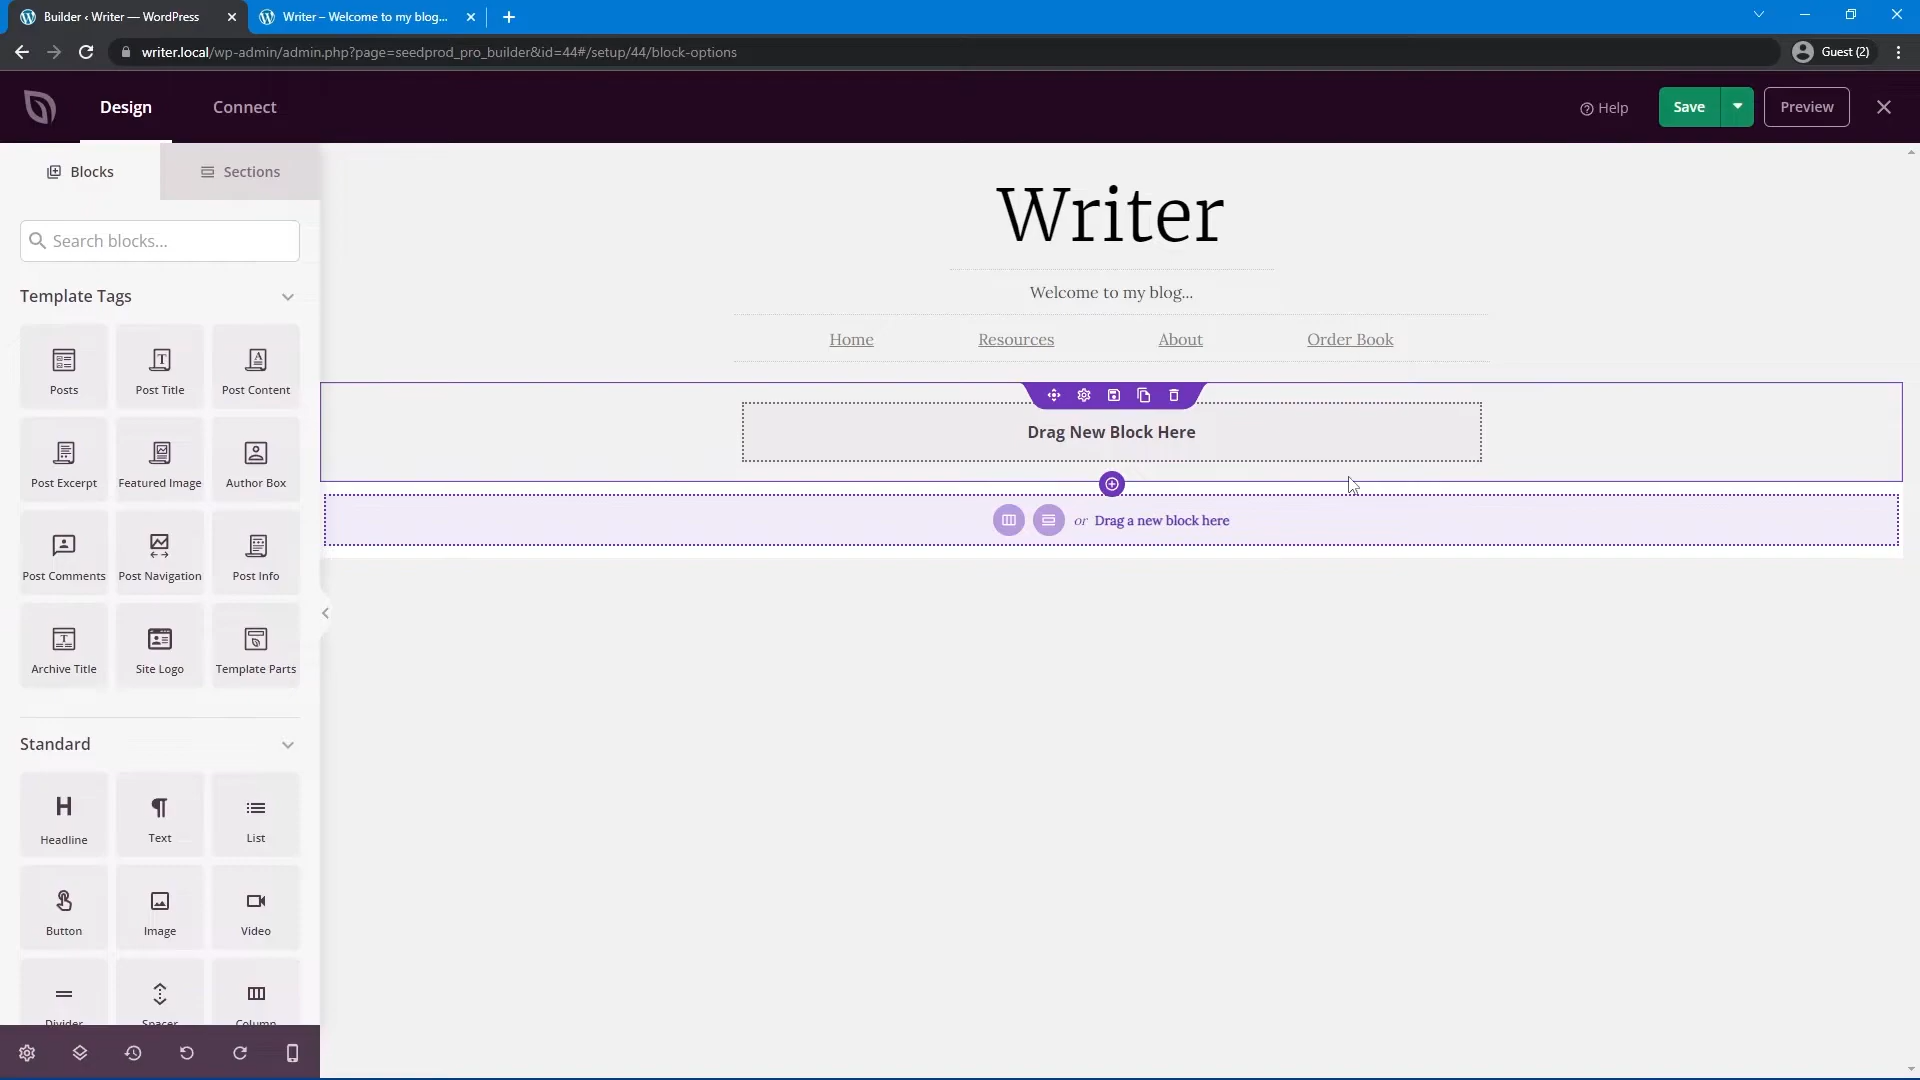 Builder ‹ Writer — WordPress
Writer – Welcome to my blog...
writer.local/wp-admin/admin.php?page=seedprod_pro_builder&id=44#/setup/44/block-options
Guest (2)
Design
Connect
Help
Save
Preview
Blocks
Sections
Search blocks...
Template Tags
Posts
Post Title
Post Content
Post Excerpt
Featured Image
Author Box
Post Comments
Post Navigation
Post Info
Archive Title
Site Logo
Template Parts
Standard
Headline
Text
List
Button
Image
Video
Divider
Spacer
Column
Writer
Welcome to my blog...
Home Resources About Order Book
Drag New Block Here
or Drag a new block here